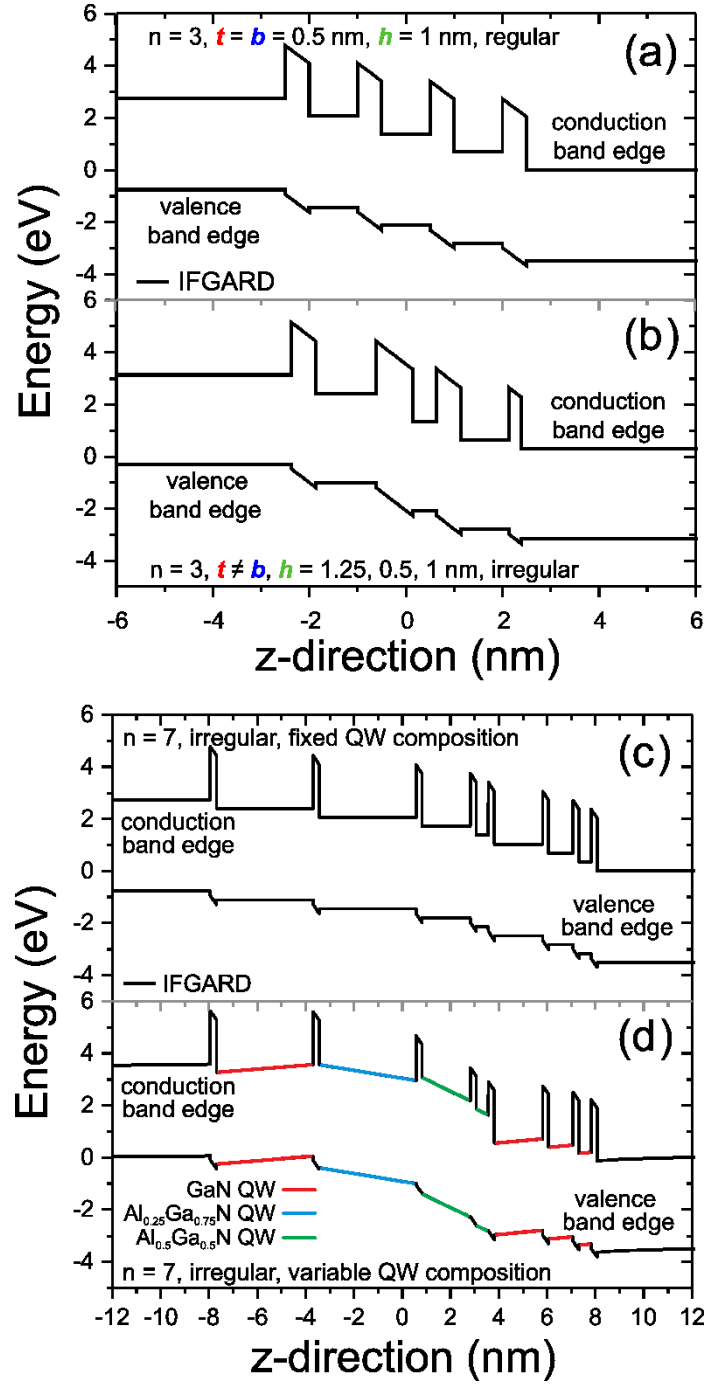 n = 3, t = b = 0.5 nm, h = 1 nm, regular
(a)
6
4
2
0
-2
-4
conduction
band edge
valence
band edge
IFGARD
Energy (eV)
6
4
2
0
-2
-4
(b)
conduction
band edge
valence
band edge
n = 3, t ≠ b, h = 1.25, 0.5, 1 nm, irregular
-6 -4 -2 0 2 4 6
z-direction (nm)
6
4
2
0
-2
-4
n = 7, irregular, fixed QW composition
(c)
conduction
band edge
valence
band edge
IFGARD
Energy (eV)
6
4
2
0
-2
-4
(d)
conduction
band edge
GaN QW
Al0.25Ga0.75N QW
Al0.5Ga0.5N QW
valence
band edge
n = 7, irregular, variable QW composition
-12 -10 -8 -6 -4 -2 0 2 4 6 8 10 12
z-direction (nm)